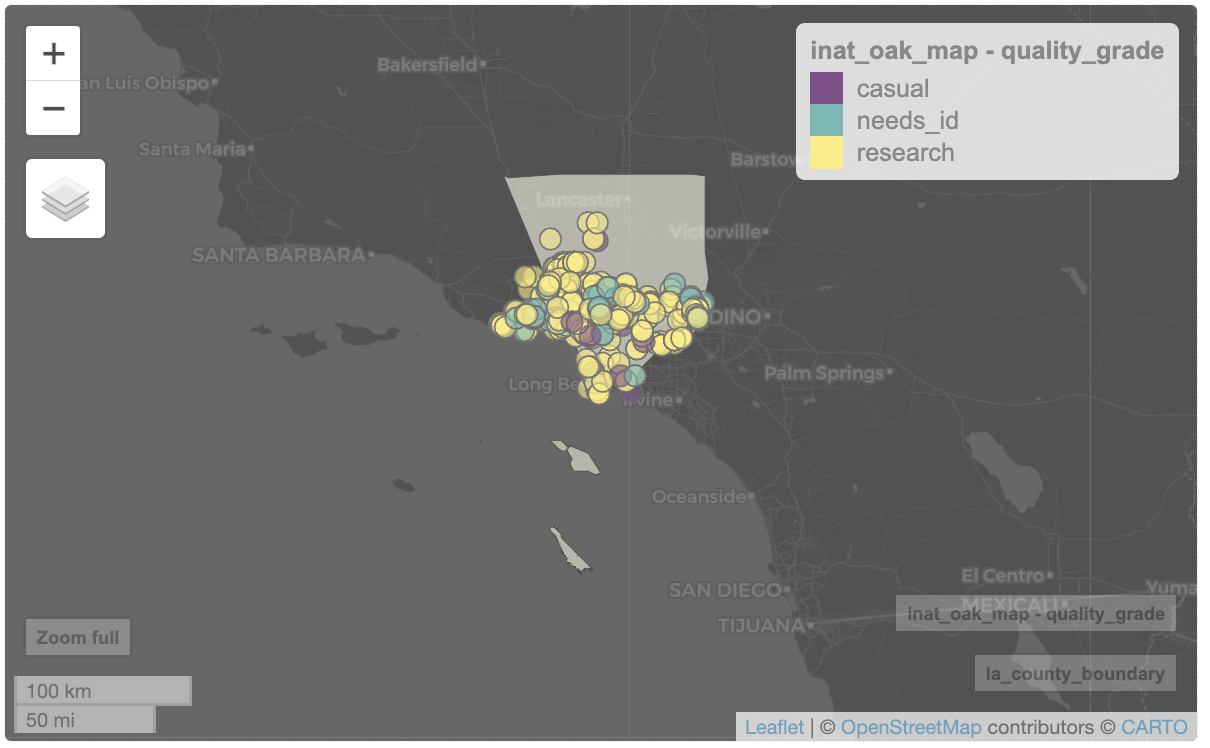 +
−
inat_oak_map - quality_grade
casual
needs_id
research
Bakersfield
an Luis Obispo
Santa Maria
Barstow
Lancaster
Victorville
SANTA BARBARA
DINO
Palm Springs
Long Be
Irvine
Oceanside
El Centro
SAN DIEGO
Yuma
MEXICALI
inat_oak_map - quality_grade
TIJUANA
Zoom full
la_county_boundary
100 km
50 mi
Leaflet | © OpenStreetMap contributors © CARTO